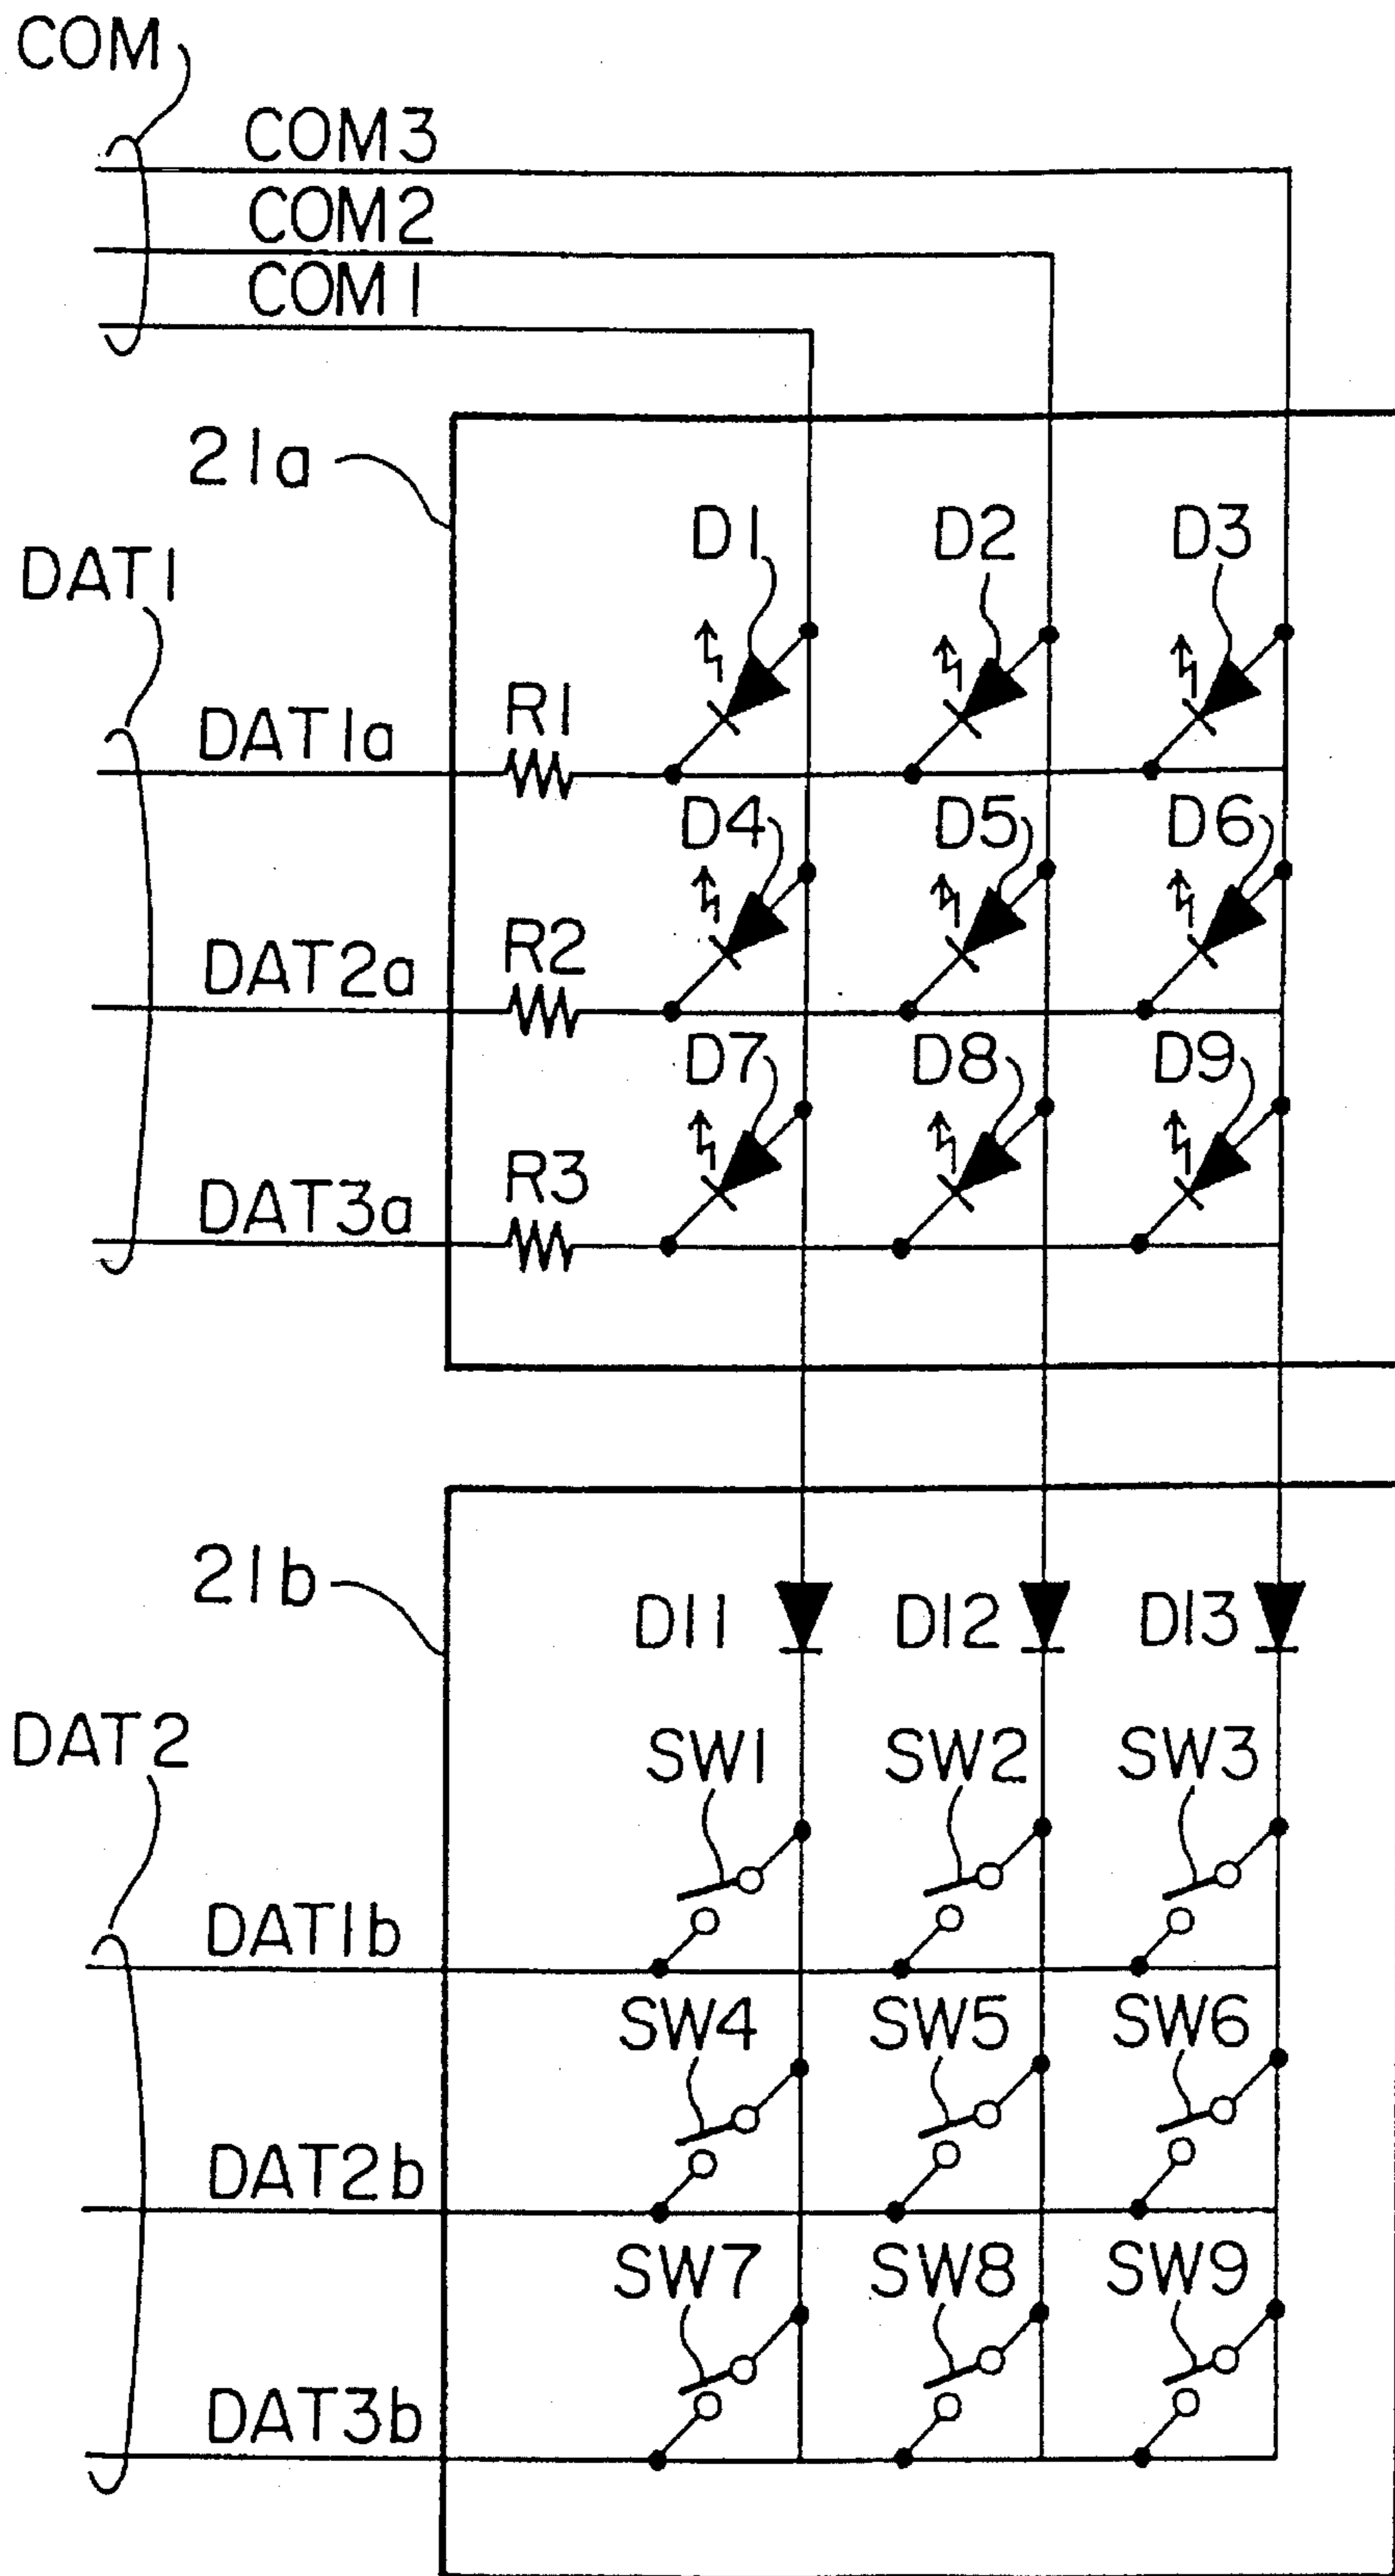 COM
COM3
COM2
COM1
21a
D1 D2 D3
DAT1
R1
DAT1a
D4 D5 D6
R2
DAT2a
D7 D8 D9
R3
DAT3a
21b
D11 D12 D13
DAT2
SW1 SW2 SW3
DAT1b
SW4 SW5 SW6
DAT2b
SW7 SW8 SW9
DAT3b